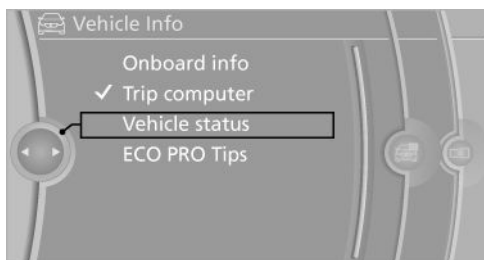 Vehicle Info
Onboard info
Trip computer
Vehicle status
ECO PRO Tips